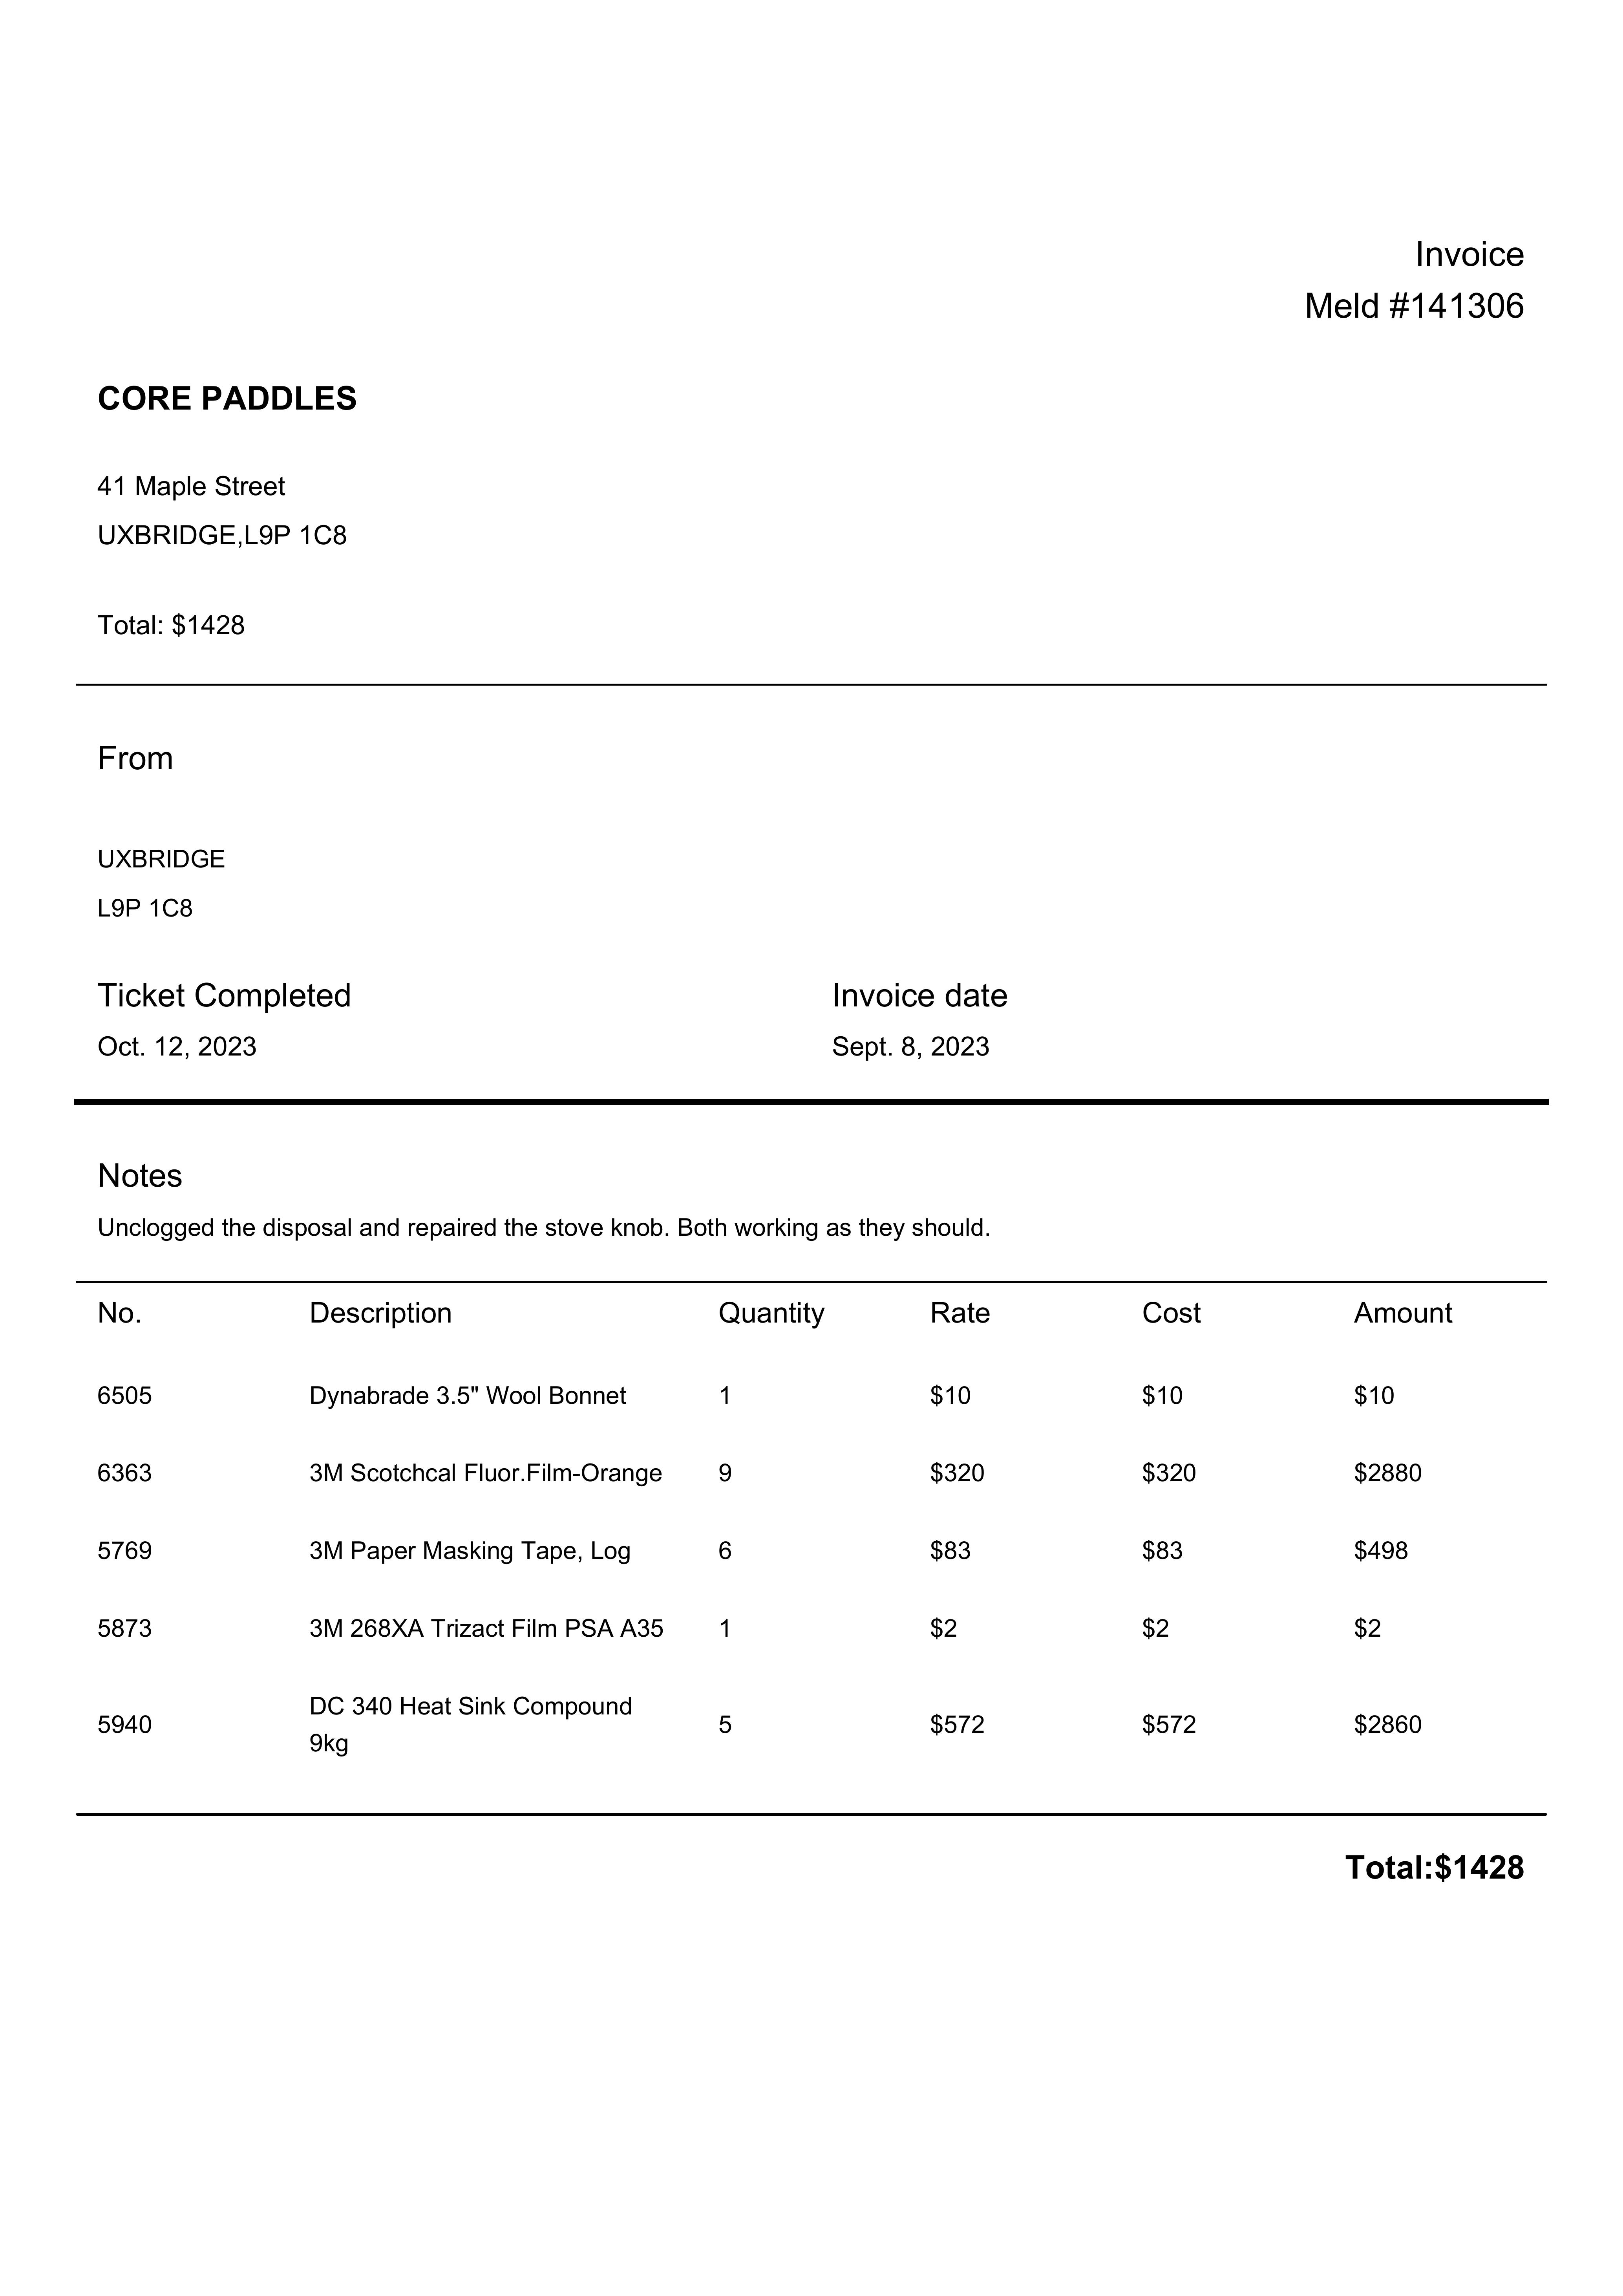 Invoice
Meld #141306
CORE PADDLES
41 Maple Street
UXBRIDGE,L9P 1C8
Total: $1428
From
UXBRIDGE
L9P 1C8
Ticket Completed Invoice date
Oct. 12, 2023 Sept. 8, 2023
Notes
Unclogged the disposal and repaired the stove knob. Both working as they should.
No. Description Quantity Rate Cost Amount
6505 Dynabrade 3.5" Wool Bonnet 1 $10 $10 $10
6363 3M Scotchcal Fluor.Film-Orange 9 $320 $320 $2880
5769 3M Paper Masking Tape, Log 6 $83 $83 $498
5873 3M 268XA Trizact Film PSA A35 1 $2 $2 $2
5940 DC 340 Heat Sink Compound 5 $572 $572 $2860
9kg
Total:$1428